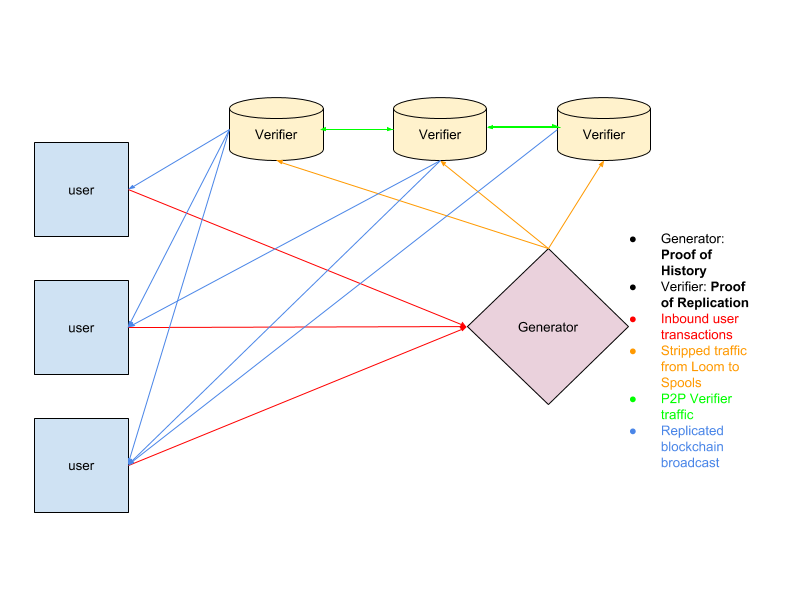 Verifier
Verifier
Verifier
user
user
user
Generator
● Generator:
Proof of
History
● Verifier: Proof
of Replication
● Inbound user
transactions
● Stripped traffic
from Loom to
Spools
● P2P Verifier
traffic
● Replicated
blockchain
broadcast